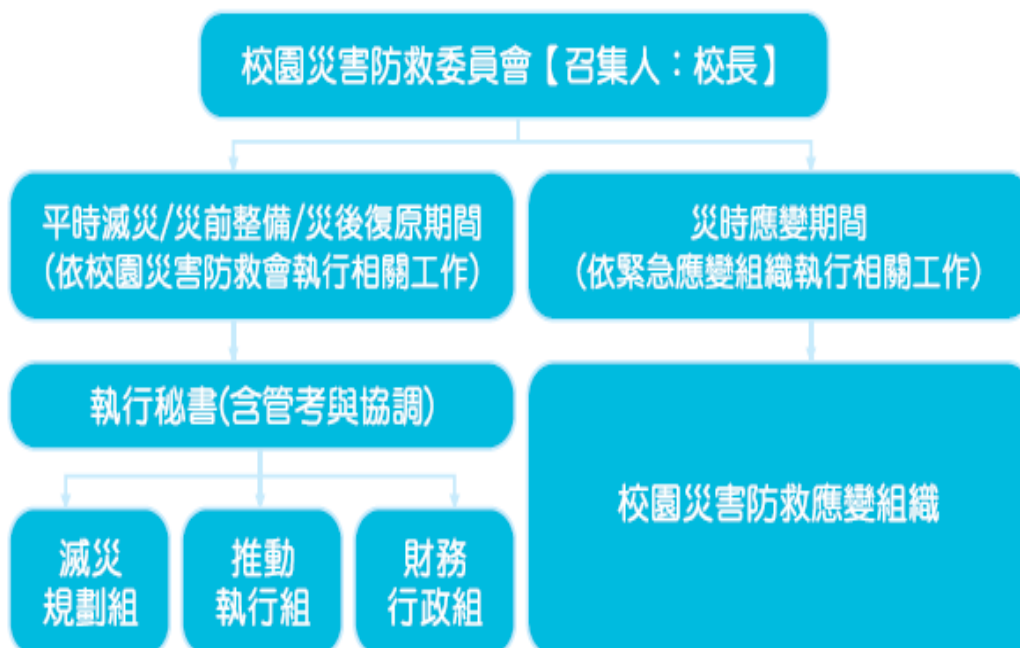 校園災害防救委員會【召集人：校長】
平時減災/災前整備/災後復原期間
(依校園災害防救會執行相關工作)
災時應變期間
(依緊急應變組織執行相關工作)
執行秘書(含管考與協調)
校園災害防救應變組織
減災
規劃組
推動
執行組
財務
行政組